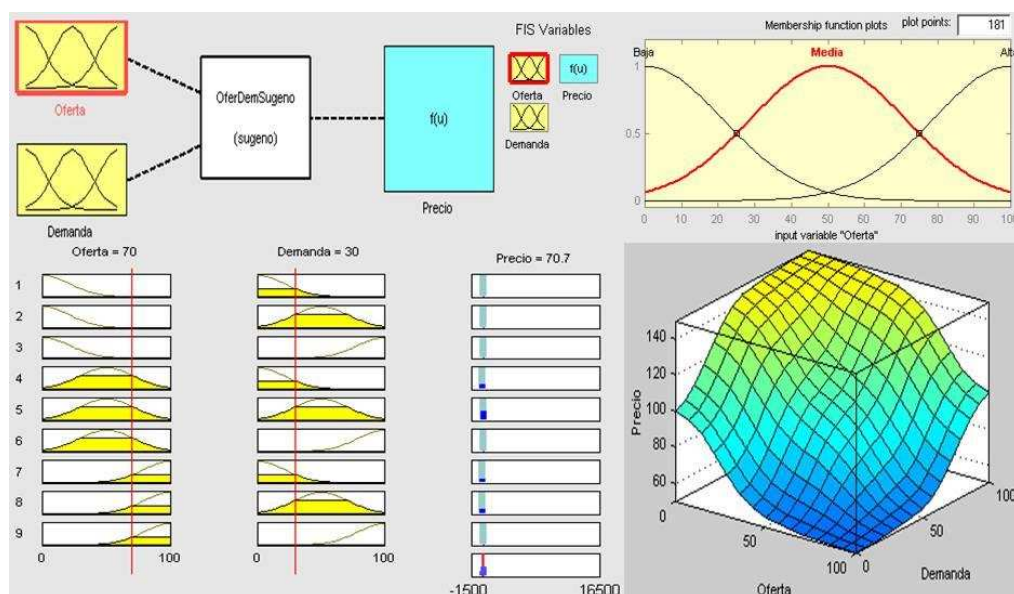 Oferta
Demanda
OferDemSugeno
(sugeno)
f(u)
Precio
FIS Variables
Oferta
f(u)
Precio
Demanda
Membership function plots
plot points:
181
Baja
Media
Alta
1
0.5
0
0 10 20 30 40 50 60 70 80 90 100
input variable "Oferta"
Oferta = 70
Demanda = 30
Precio = 70.7
1
2
3
4
5
6
7
8
9
0 100
0 100
-1500 16500
140
120
100
80
60
Precio
0
50
100
Oferta
0
50
100
Demanda